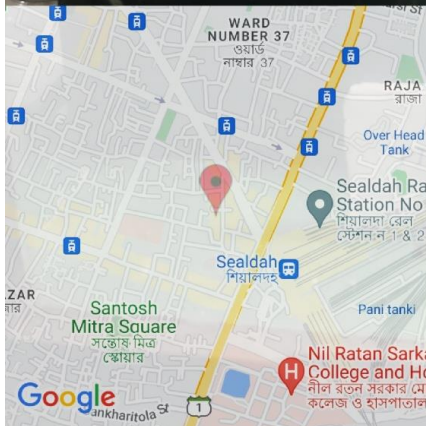 WARD
NUMBER 37
ওয়ার্ড
নাম্বার 37
RAJA
রাজা
Over Head
Tank
Sealdah Ra
Station No
শিয়ালদা রেল
স্টেশন ন 1 & 2
Sealdah
শিয়ালদহ
ZAR
জার
Santosh
Mitra Square
সন্তোষ মিত্র
স্কোয়ার
Pani tanki
Nil Ratan Sarka
College and Ho
নীল রতন সরকার মে
কলেজ ও হাসপাতাল
H
Google
ankharitola St
1